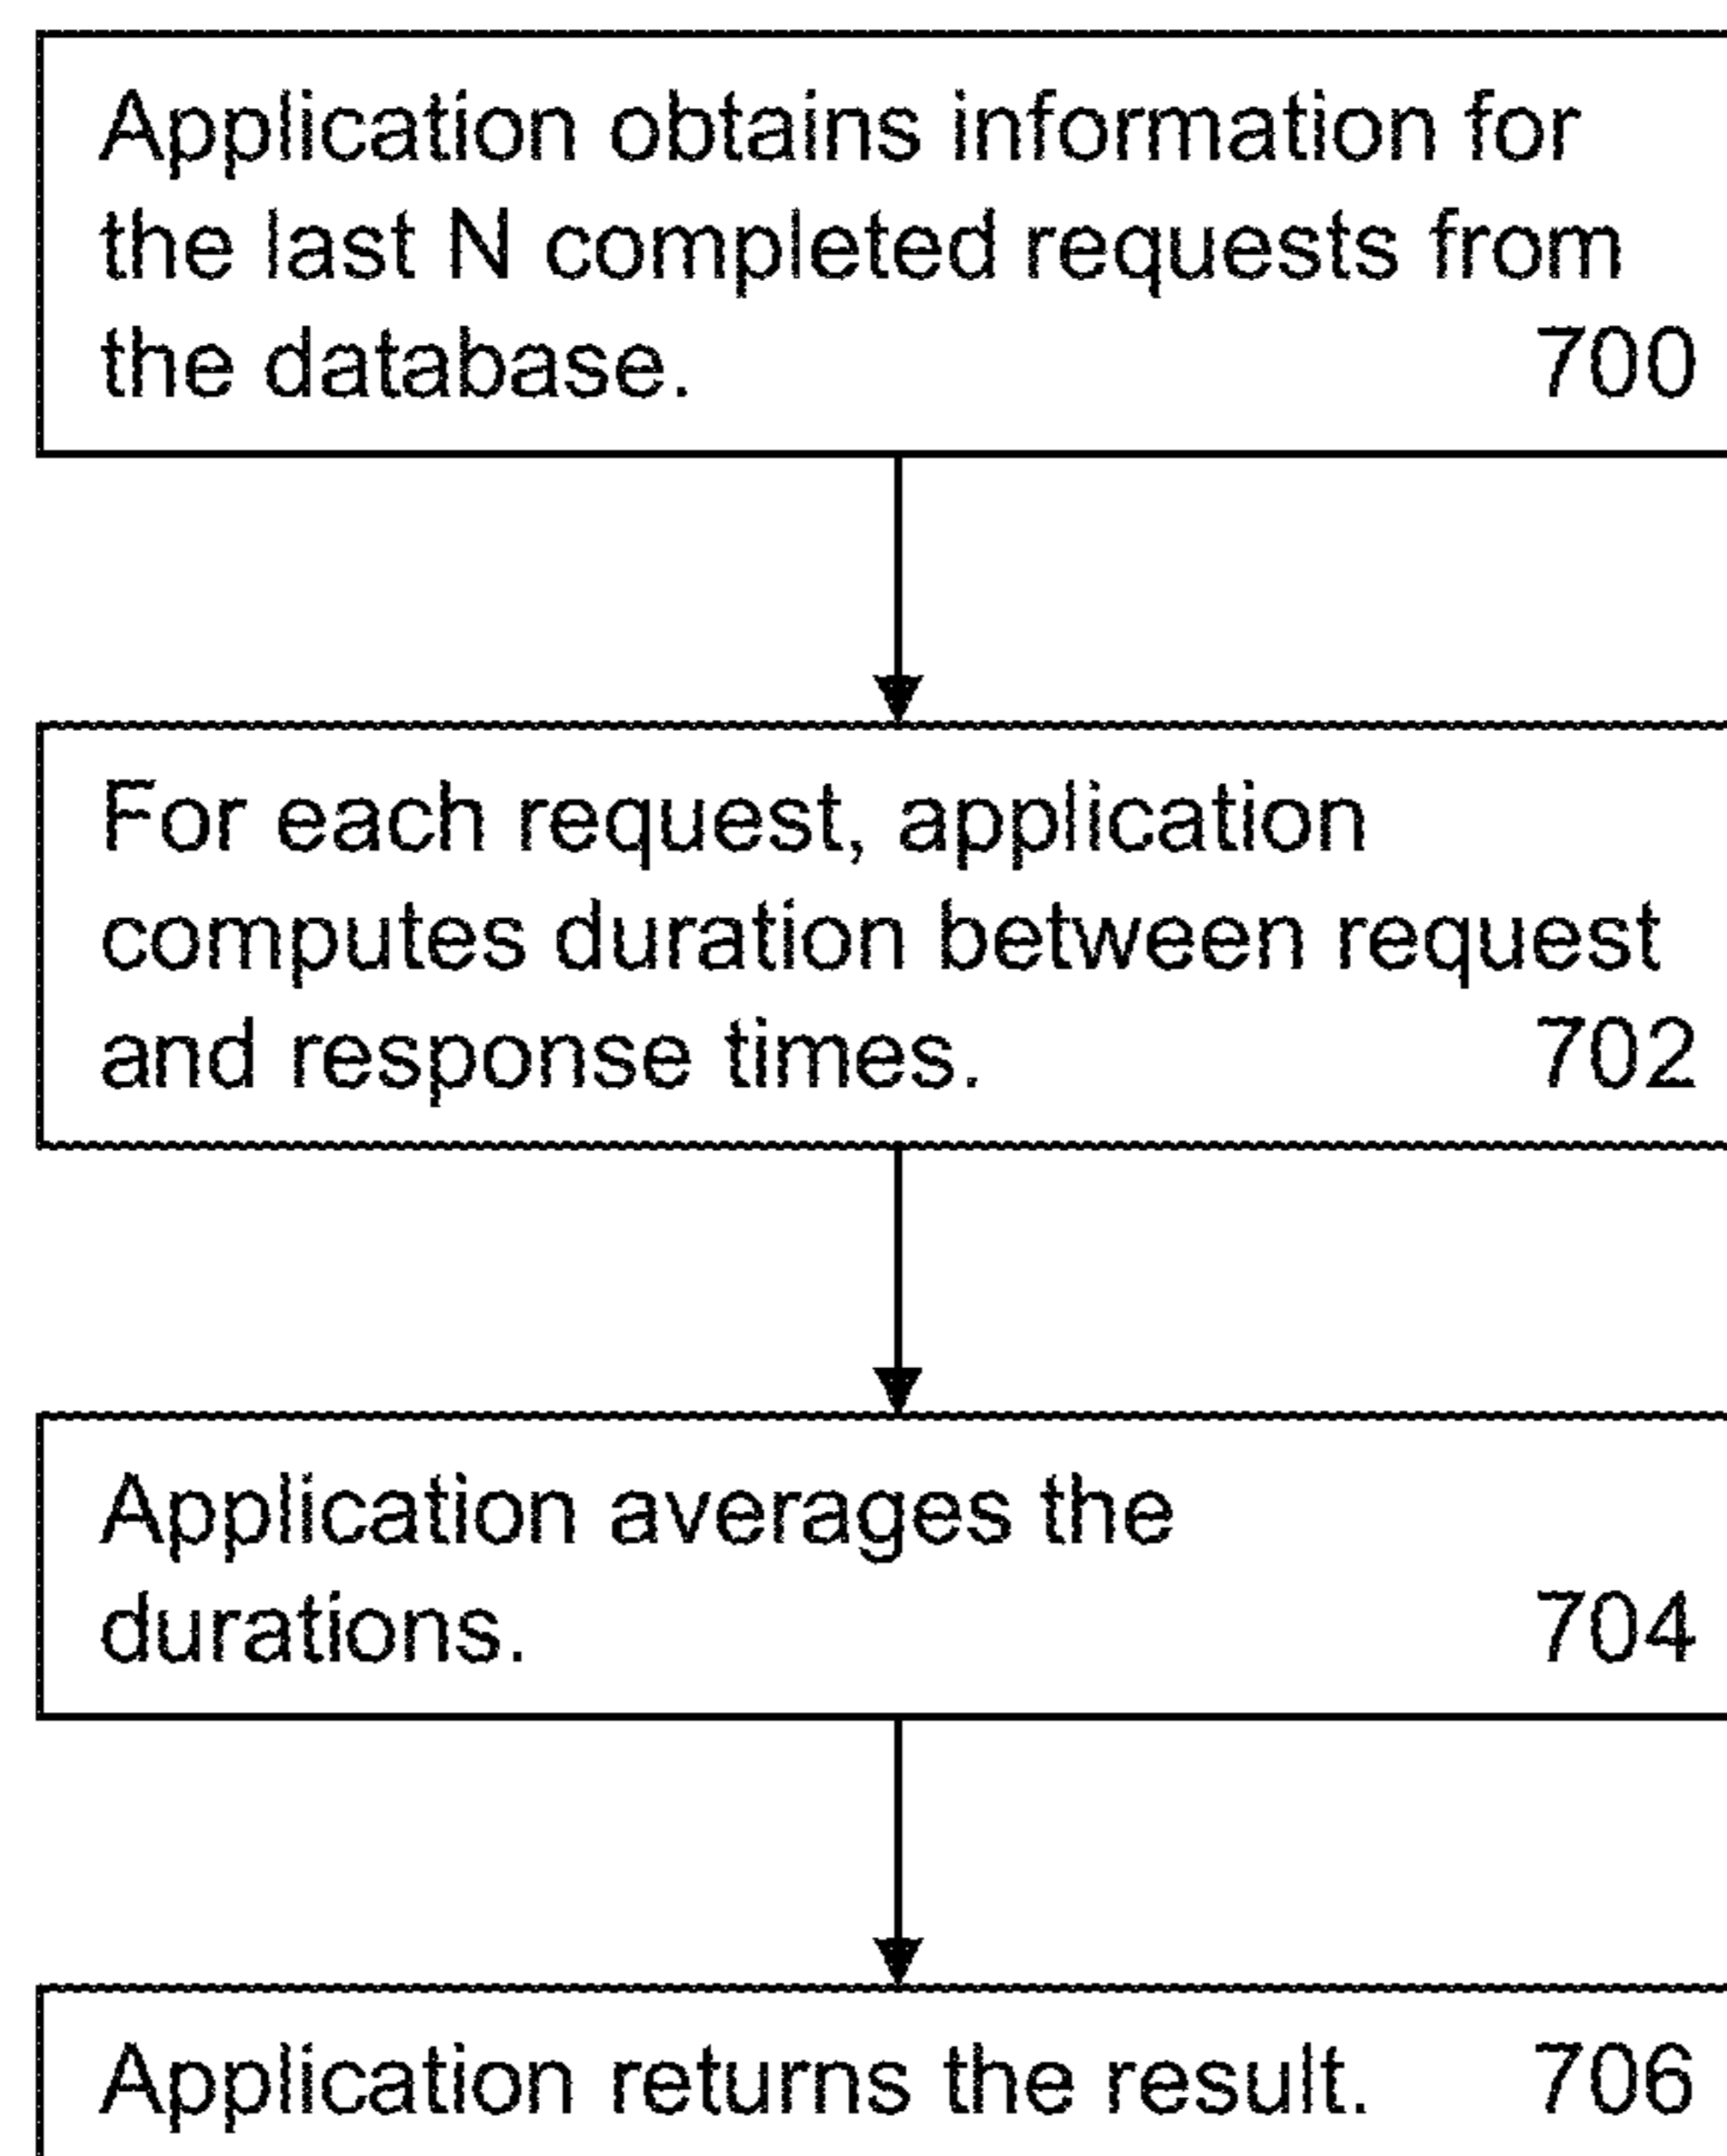 Application obtains information for
the last N completed requests from
the database. 700
For each request, application
computes duration between request
and response times. 702
Application averages the
durations. 704
Application returns the result. 706